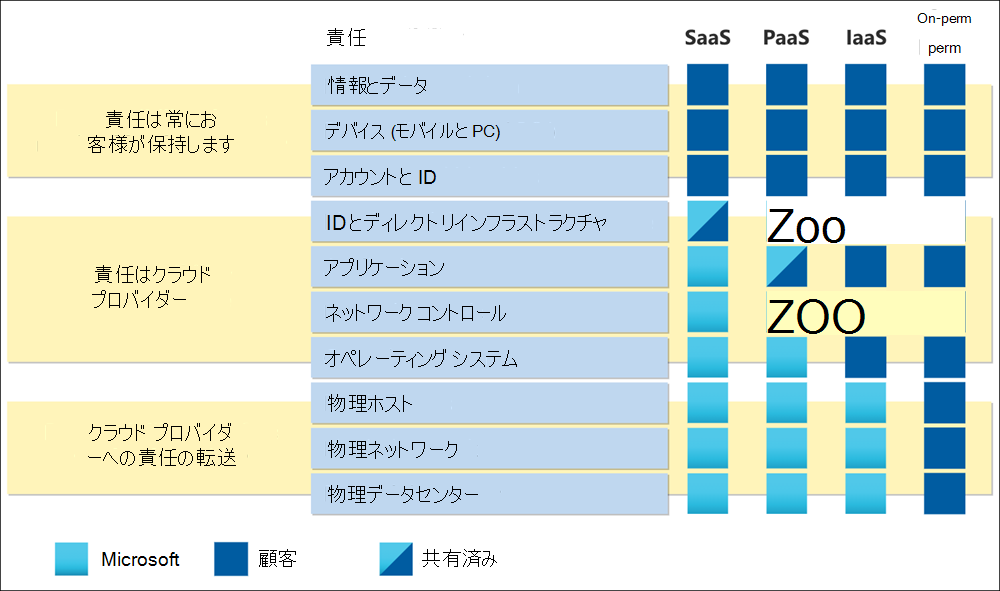 責任 SaaS PaaS IaaS On-perm
perm
情報とデータ
責任は常にお
客様が保持します
デバイス (モバイルと PC)
アカウントと ID
IDとディレクトリインフラストラクチャ Zoo
責任はクラウド
プロバイダー
アプリケーション
ネットワーク コントロール ZOO
オペレーティング システム
クラウド プロバイダ
ーへの責任の転送
物理ホスト
物理ネットワーク
物理データセンター
Microsoft 顧客 共有済み